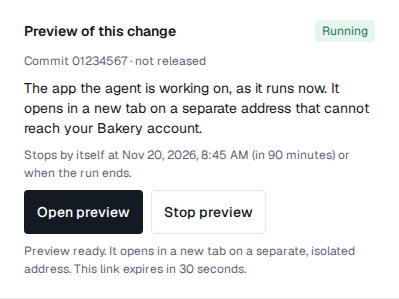 Preview of this change
Running
Commit 01234567 · not released
The app the agent is working on, as it runs now. It
opens in a new tab on a separate address that cannot
reach your Bakery account.
Stops by itself at Nov 20, 2026, 8:45 AM (in 90 minutes) or
when the run ends.
Open preview
Stop preview
Preview ready. It opens in a new tab on a separate, isolated
address. This link expires in 30 seconds.